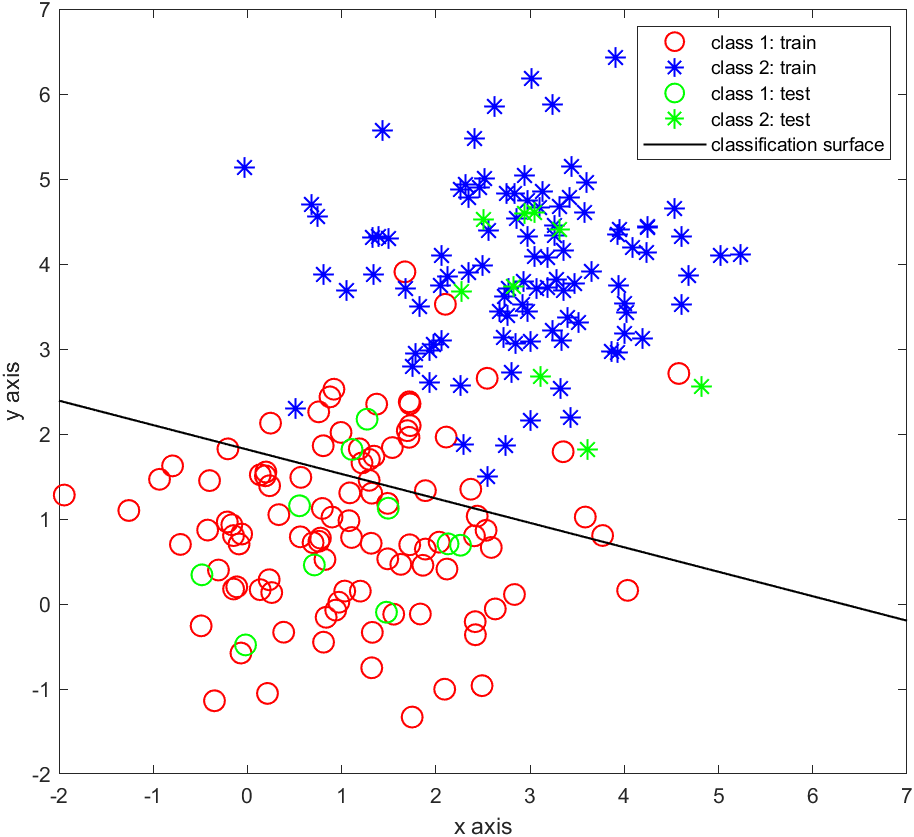 7
6
5
4
3
2
1
0
-1
-2
y axis
class 1: train
class 2: train
class 1: test
class 2: test
classification surface
-2 -1 0 1 2 3 4 5 6 7
x axis